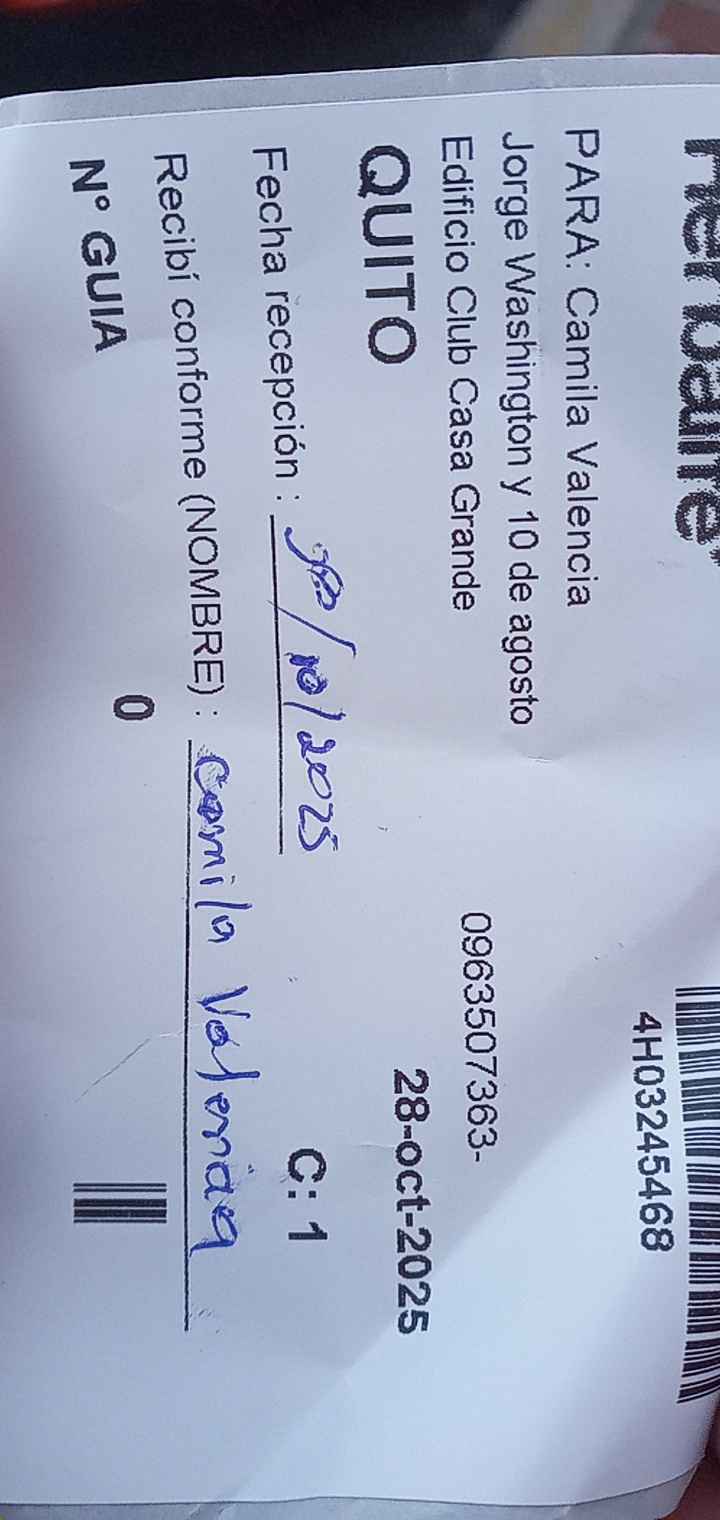 4H03245468
PARA: Camila Valencia
Jorge Washington y 10 de agosto
Edificio Club Casa Grande
0963507363-
QUITO
28-oct-2025
Fecha recepción : /10/2025
C: 1
Recibí conforme (NOMBRE) : Camila Valencia
N° GUIA 0